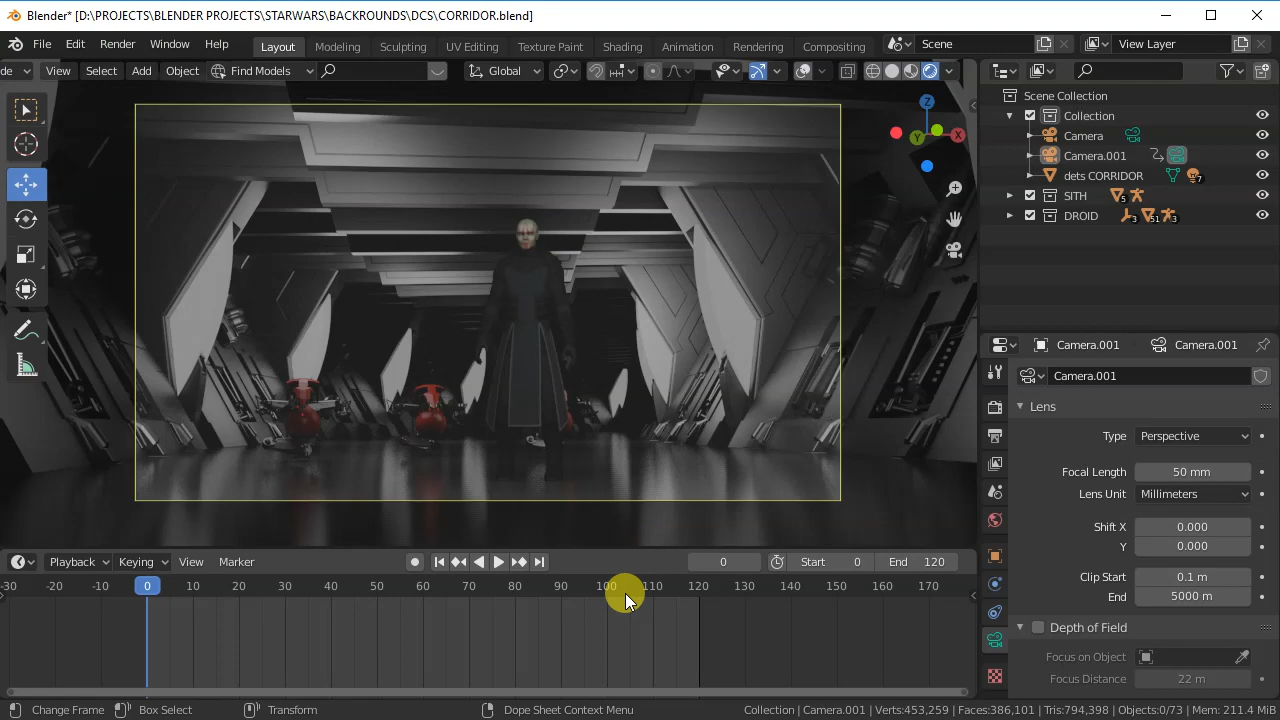 Blender* [D:\PROJECTS\BLENDER PROJECTS\STARWARS\BACKROUNDS\DCS\CORRIDOR.blend]
File Edit Render Window Help Layout Modeling Sculpting UV Editing Texture Paint Shading Animation Rendering Compositing Scene View Layer
de View Select Add Object Find Models Global
Scene Collection
Collection
Camera
Camera.001
dets CORRIDOR 7
SITH 5
DROID 3 51 3
Z
X
Y
Camera.001 Camera.001
Camera.001
Lens
Type Perspective
Focal Length 50 mm
Lens Unit Millimeters
Shift X 0.000
Y 0.000
Clip Start 0.1 m
End 5000 m
Depth of Field
Focus on Object
Focus Distance 22 m
Playback Keying View Marker 0 Start 0 End 120
-30 -20 -10 0 10 20 30 40 50 60 70 80 90 100 110 120 130 140 150 160 170
Change Frame Box Select Transform Dope Sheet Context Menu Collection | Camera.001 | Verts:453,259 | Faces:386,101 | Tris:794,398 | Objects:0/73 | Mem: 211.4 MiB